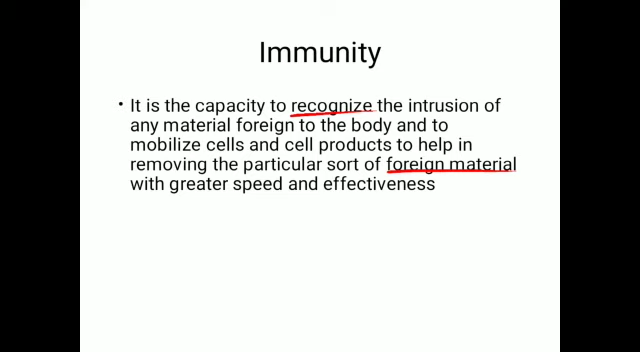 Immunity
• It is the capacity to recognize the intrusion of
any material foreign to the body and to
mobilize cells and cell products to help in
removing the particular sort of foreign material
with greater speed and effectiveness